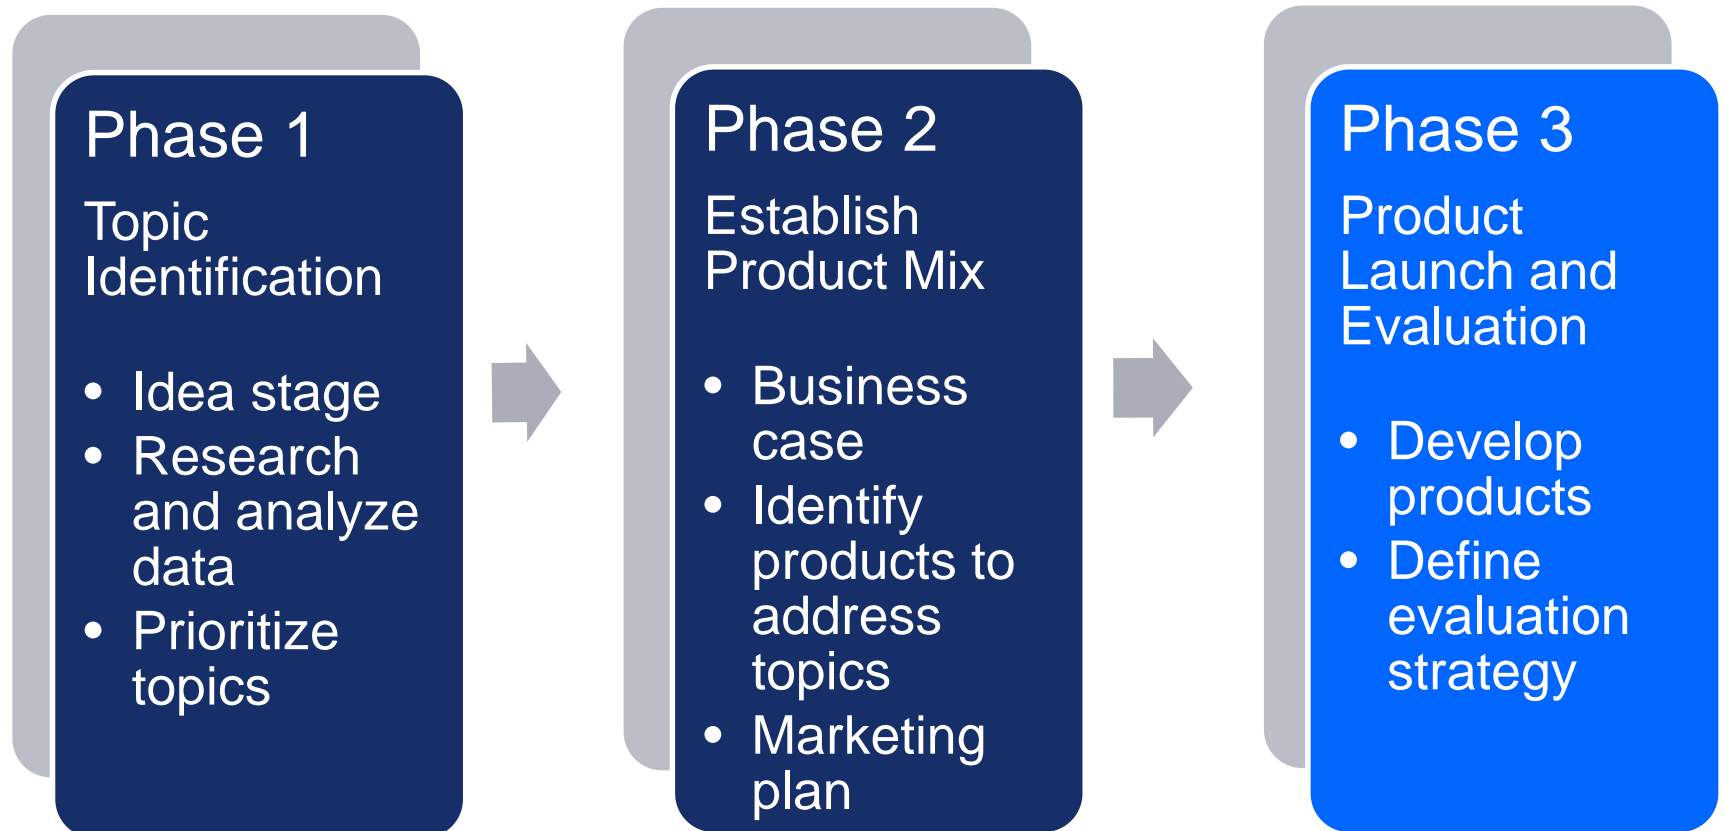 Phase 1
Topic
Identification
• Idea stage
• Research
and analyze
data
• Prioritize
topics
Phase 2
Establish
Product Mix
• Business
case
• Identify
products to
address
topics
• Marketing
plan
Phase 3
Product
Launch and
Evaluation
• Develop
products
• Define
evaluation
strategy